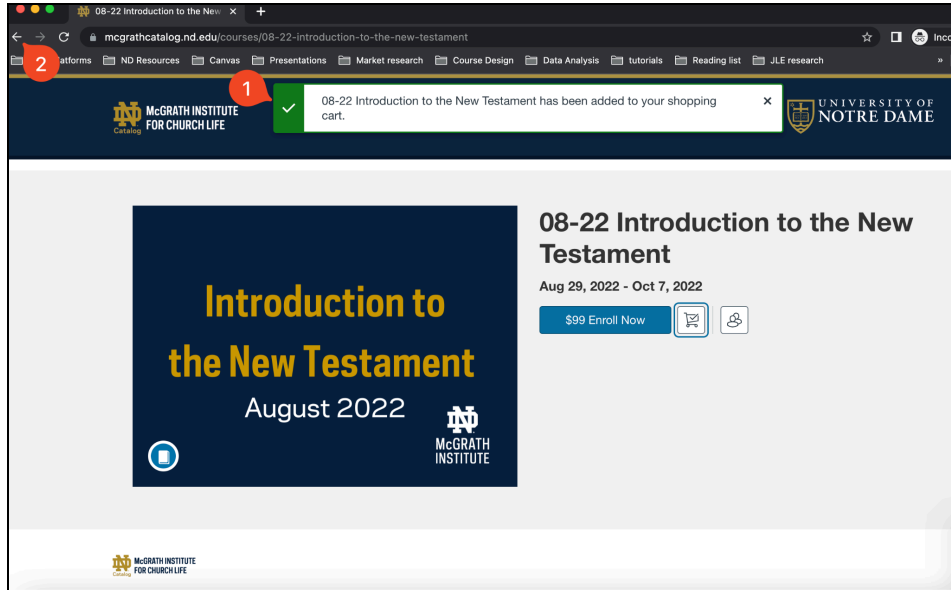 08-22 Introduction to the New
mcgrathcatalog.nd.edu/courses/08-22-introduction-to-the-new-testament
Inco
2
atforms
ND Resources
Canvas
Presentations
Market research
Course Design
Data Analysis
tutorials
Reading list
JLE research
»
1
08-22 Introduction to the New Testament has been added to your shopping
cart.
ND
Catalog
McGRATH INSTITUTE
FOR CHURCH LIFE
UNIVERSITY OF
NOTRE DAME
Introduction to
the New Testament
August 2022
ND
McGRATH
INSTITUTE
08-22 Introduction to the New
Testament
Aug 29, 2022 - Oct 7, 2022
$99 Enroll Now
ND
Catalog
McGRATH INSTITUTE
FOR CHURCH LIFE